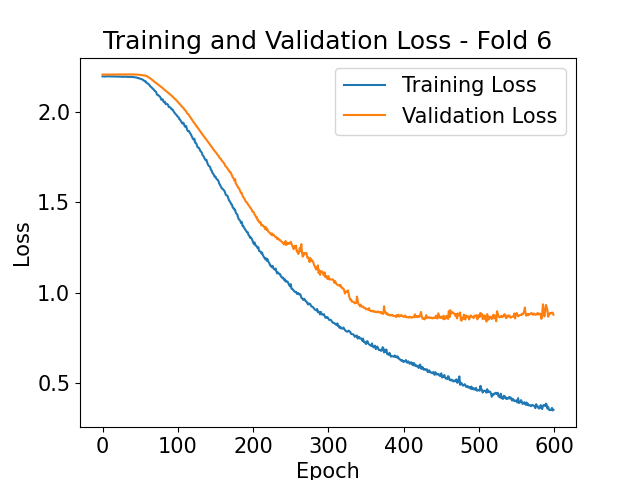 Training and Validation Loss - Fold 6
Training Loss
Validation Loss
Loss
2.0
1.5
1.0
0.5
0 100 200 300 400 500 600
Epoch